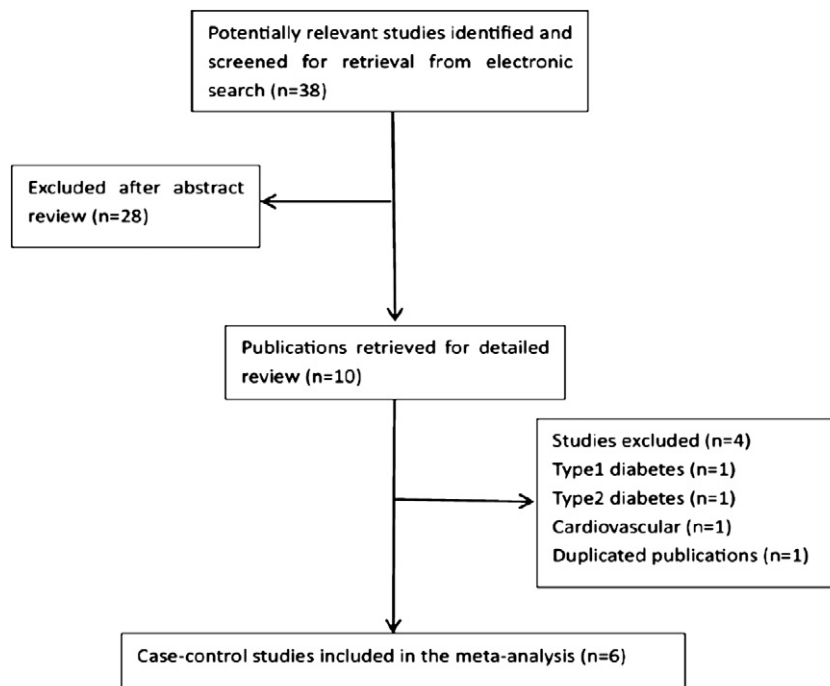 Potentially relevant studies identified and
screened for retrieval from electronic
search (n=38)
Excluded after abstract
review (n=28)
Publications retrieved for detailed
review (n=10)
Studies excluded (n=4)
Type1 diabetes (n=1)
Type2 diabetes (n=1)
Cardiovascular (n=1)
Duplicated publications (n=1)
Case-control studies included in the meta-analysis (n=6)